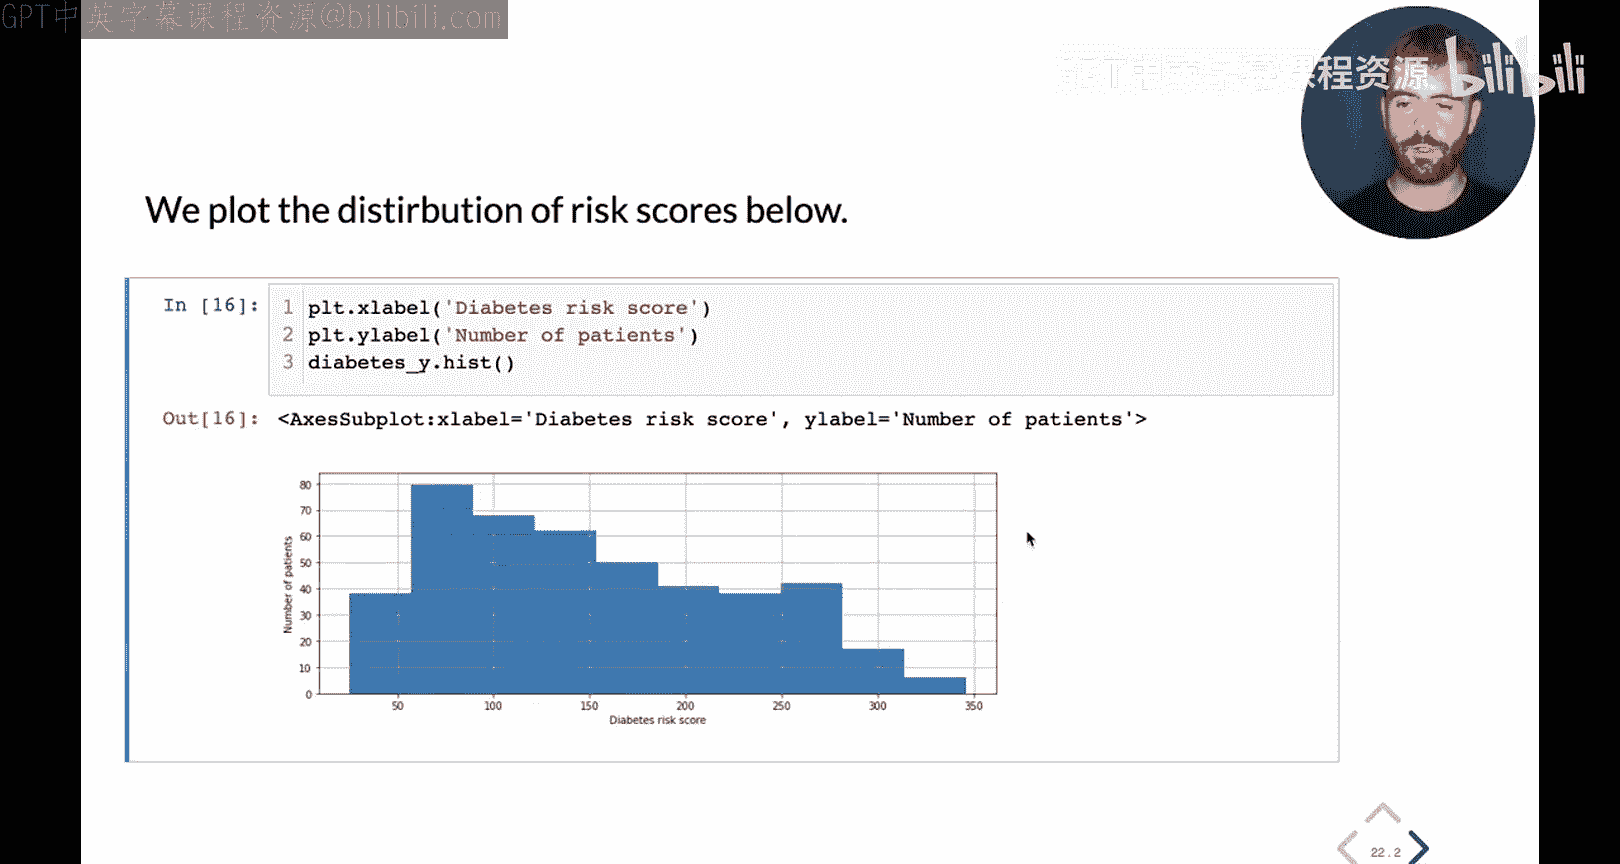 GPT中英字幕课程资源@bilibili.com
课程资源 bilibili
We plot the distirbution of risk scores below.
In [16]:
1 plt.xlabel('Diabetes risk score')
2 plt.ylabel('Number of patients')
3 diabetes_y.hist()
Out[16]: <AxesSubplot:xlabel='Diabetes risk score', ylabel='Number of patients'>
80
70
60
50
40
30
20
10
0
Number of patients
50 100 150 200 250 300 350
Diabetes risk score
22.2